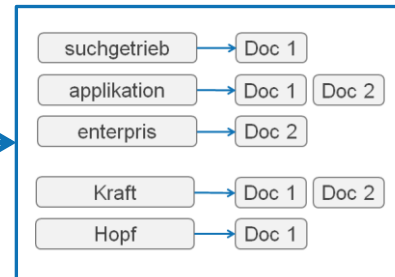 suchgetrieb Doc 1
applikation Doc 1 Doc 2
enterpris Doc 2
Kraft Doc 1 Doc 2
Hopf Doc 1